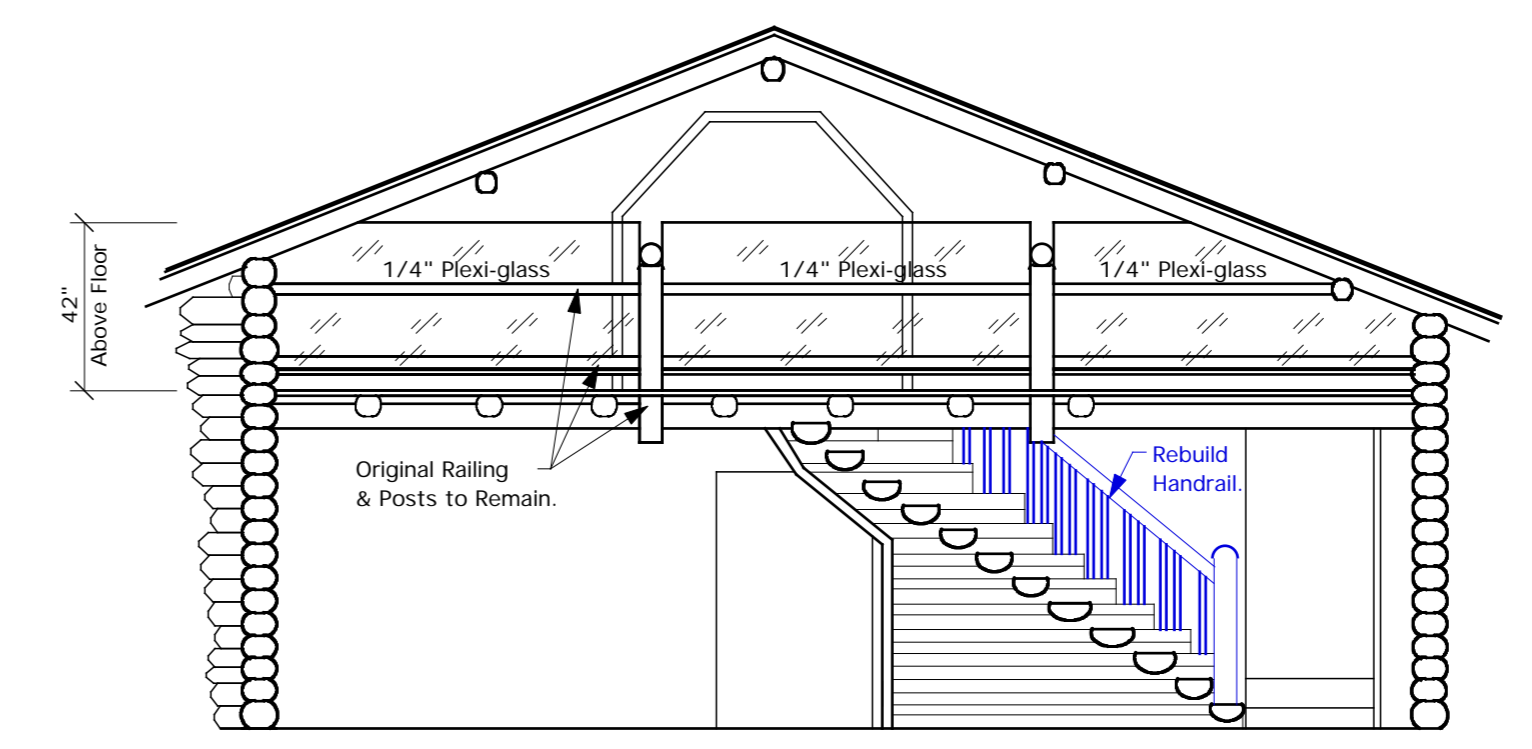 1/4" Plexi-glass
1/4" Plexi-glass
1/4" Plexi-glass
42"
Above Floor
Original Railing
& Posts to Remain.
Rebuild
Handrail.